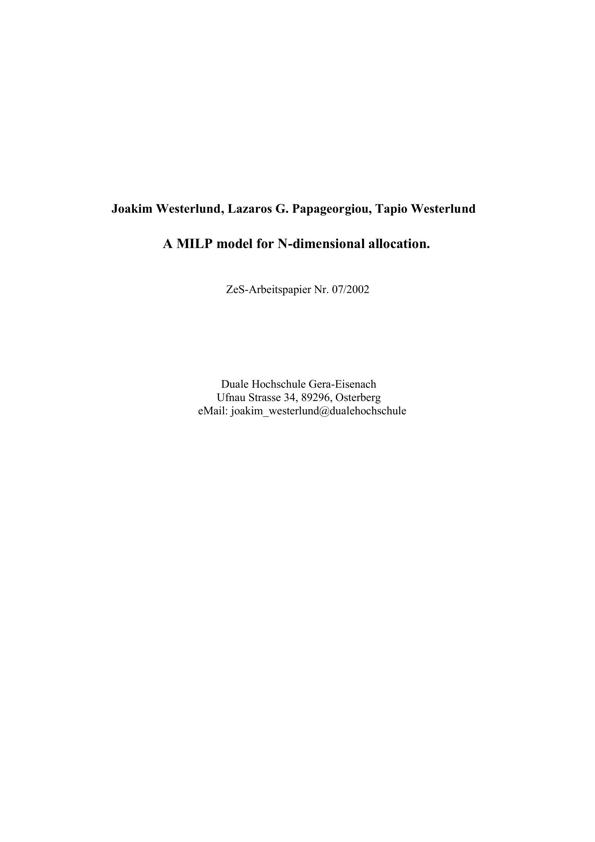 Joakim Westerlund, Lazaros G. Papageorgiou, Tapio Westerlund
A MILP model for N-dimensional allocation.
ZeS-Arbeitspapier Nr. 07/2002
Duale Hochschule Gera-Eisenach
Ufnau Strasse 34, 89296, Osterberg
eMail: joakim_westerlund@dualehochschule